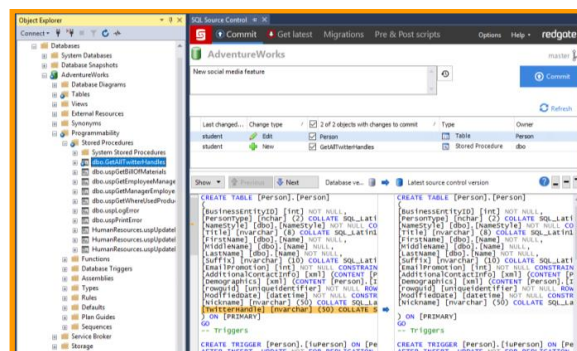 Object Explorer
Connect
Databases
System Databases
Database Snapshots
AdventureWorks
Database Diagrams
Tables
Views
External Resources
Synonyms
Programmability
Stored Procedures
System Stored Procedures
dbo.GetAllTwitterHandles
dbo.uspGetBillOfMaterials
dbo.uspGetEmployeeManage
dbo.uspGetManagerEmploye
dbo.uspGetWhereUsedProduc
dbo.uspLogError
dbo.uspPrintError
HumanResources.uspUpdateE
HumanResources.uspUpdateE
HumanResources.uspUpdateE
Functions
Database Triggers
Assemblies
Types
Rules
Defaults
Plan Guides
Sequences
Service Broker
Storage
SQL Source Control
Commit Get latest Migrations Pre & Post scripts Options Help redgate
AdventureWorks master
New social media feature
Commit
Refresh
Last changed... Change type 2 of 2 objects with changes to commit Type Owner
student Edit Person Table Person
student New GetAllTwitterHandles Stored Procedure dbo
Show Previous Next Database ve... Latest source control version
CREATE TABLE [Person].[Person] CREATE TABLE [Person].[Person]
( (
[BusinessEntityID] [int] NOT NULL, [BusinessEntityID] [int] NOT NULL,
[PersonType] [nchar] (2) COLLATE SQL_Lati [PersonType] [nchar] (2) COLLATE SQL_Lati
[NameStyle] [dbo].[NameStyle] NOT NULL CO [NameStyle] [dbo].[NameStyle] NOT NULL CO
[Title] [nvarchar] (8) COLLATE SQL_Latin1 [Title] [nvarchar] (8) COLLATE SQL_Latin1
[FirstName] [dbo].[Name] NOT NULL, [FirstName] [dbo].[Name] NOT NULL,
[MiddleName] [dbo].[Name] NULL, [MiddleName] [dbo].[Name] NULL,
[LastName] [dbo].[Name] NOT NULL, [LastName] [dbo].[Name] NOT NULL,
[Suffix] [nvarchar] (10) COLLATE SQL_Lati [Suffix] [nvarchar] (10) COLLATE SQL_Lati
[EmailPromotion] [int] NOT NULL CONSTRAIN [EmailPromotion] [int] NOT NULL CONSTRAIN
[AdditionalContactInfo] [xml] (CONTENT [P [AdditionalContactInfo] [xml] (CONTENT [P
[Demographics] [xml] (CONTENT [Person].[I [Demographics] [xml] (CONTENT [Person].[I
[rowguid] [uniqueidentifier] NOT NULL ROW [rowguid] [uniqueidentifier] NOT NULL ROW
[ModifiedDate] [datetime] NOT NULL CONSTR [ModifiedDate] [datetime] NOT NULL CONSTR
[Nickname] [nvarchar] (50) COLLATE SQL_La [Nickname] [nvarchar] (50) COLLATE SQL_La
[TwitterHandle] [nvarchar] (50) COLLATE S
) ON [PRIMARY] ) ON [PRIMARY]
GO GO
-- Triggers -- Triggers
CREATE TRIGGER [Person].[iuPerson] ON [Pe CREATE TRIGGER [Person].[iuPerson] ON [Pe